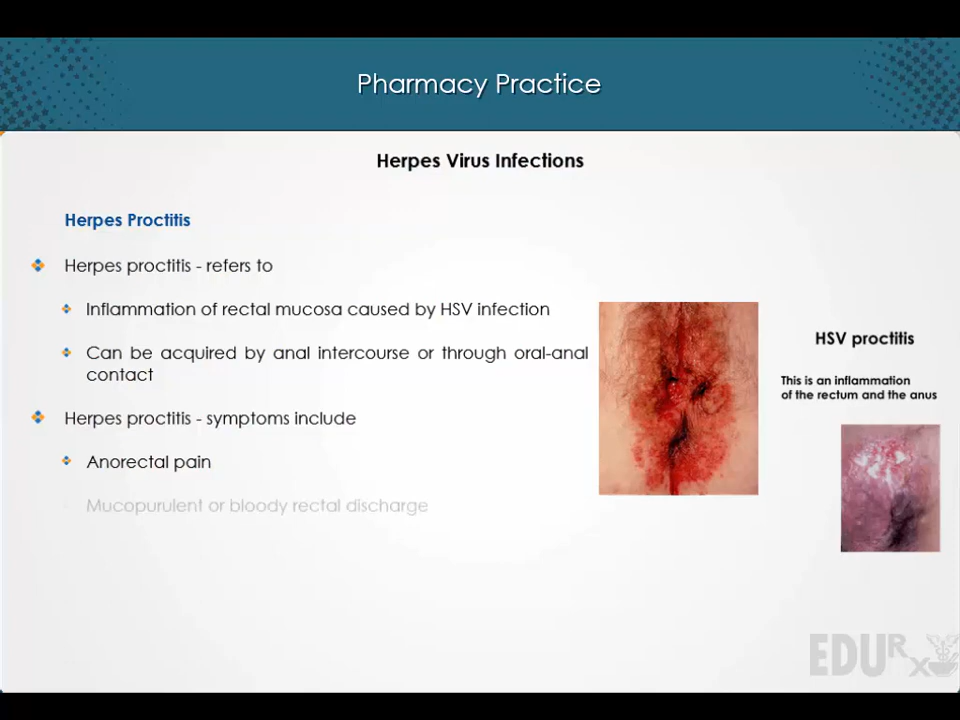 Pharmacy Practice
Herpes Virus Infections
Herpes Proctitis
Herpes proctitis - refers to
Inflammation of rectal mucosa caused by HSV infection
Can be acquired by anal intercourse or through oral-anal
contact
Herpes proctitis - symptoms include
Anorectal pain
Mucopurulent or bloody rectal discharge
HSV proctitis
This is an inflammation
of the rectum and the anus
EDURx